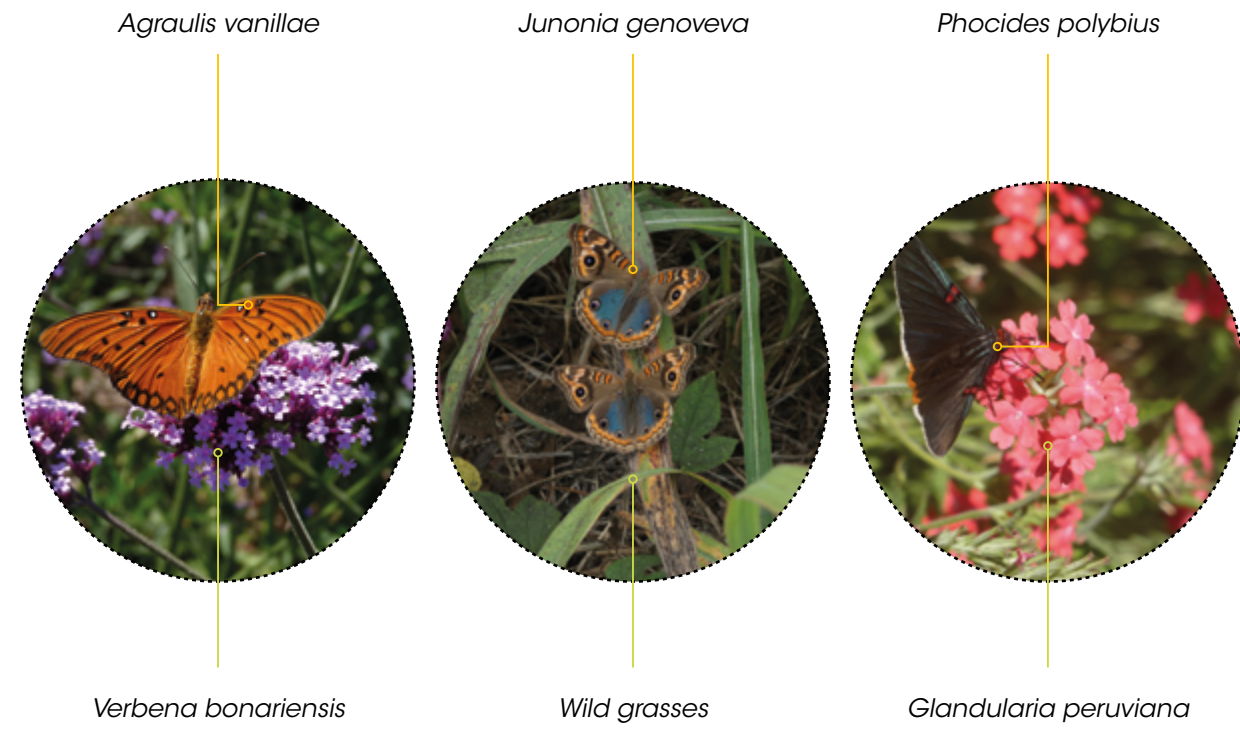 Agraulis vanillae
Junonia genoveva
Phocides polybius
Verbena bonariensis
Wild grasses
Glandularia peruviana